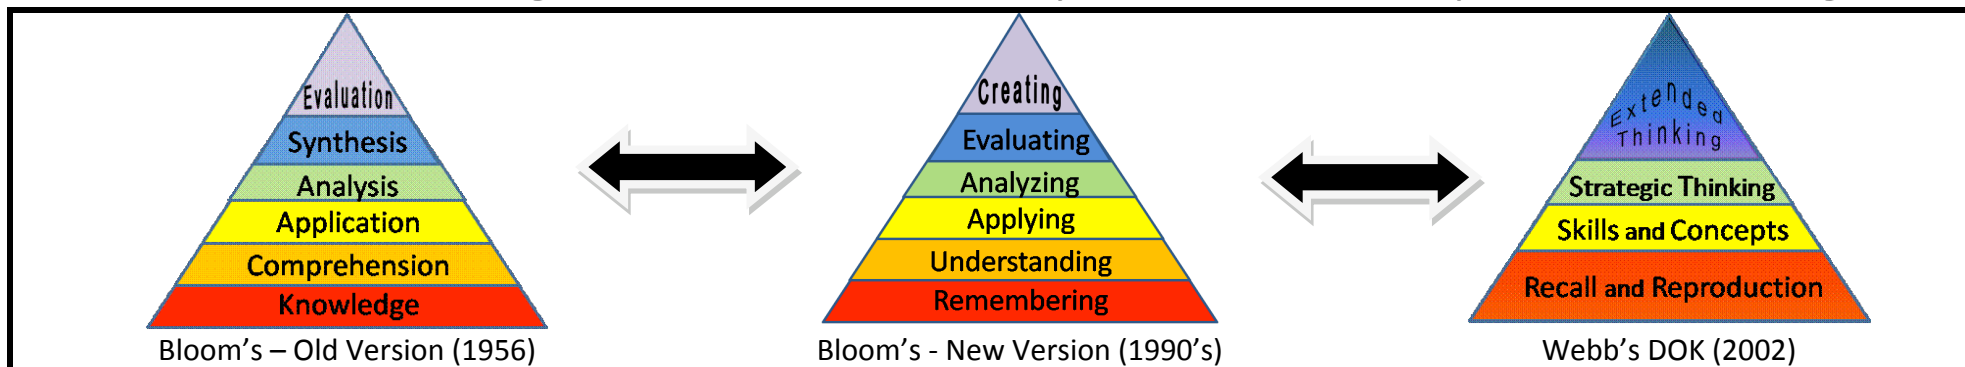 Evaluation
Synthesis
Analysis
Application
Comprehension
Knowledge
Bloom's – Old Version (1956)
Creating
Evaluating
Analyzing
Applying
Understanding
Remembering
Bloom's - New Version (1990's)
Extended
Thinking
Strategic Thinking
Skills and Concepts
Recall and Reproduction
Webb's DOK (2002)